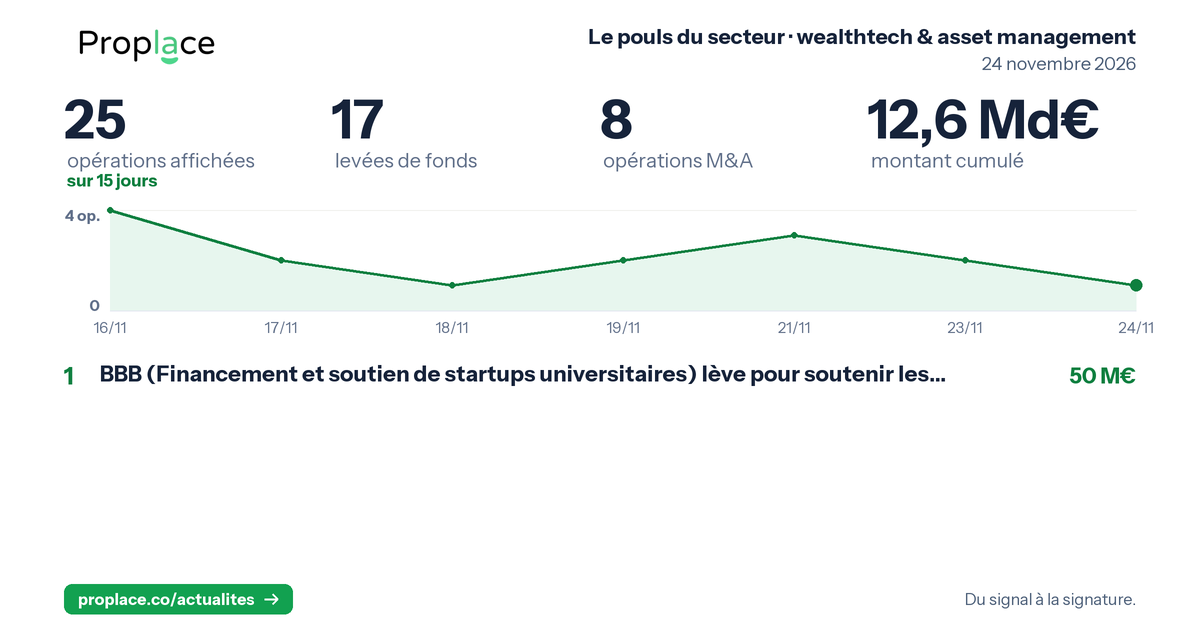 Proplace
Le pouls du secteur · wealthtech & asset management
24 novembre 2026
25
opérations affichées
sur 15 jours
17
levées de fonds
8
opérations M&A
12,6 Md€
montant cumulé
4 op.
0
16/11
17/11
18/11
19/11
21/11
23/11
24/11
1 BBB (Financement et soutien de startups universitaires) lève pour soutenir les... 50 M€
proplace.co/actualites →
Du signal à la signature.